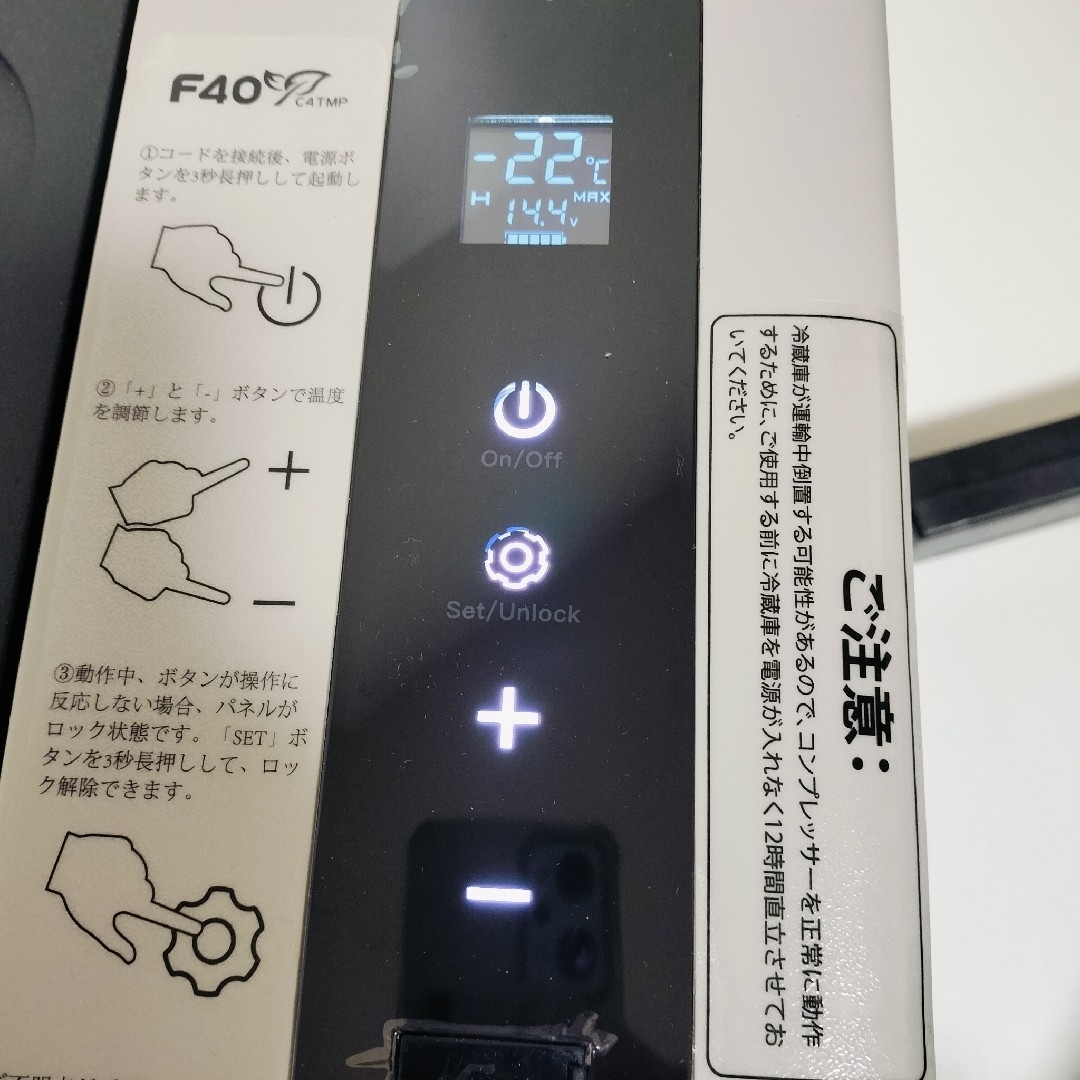 F40
C4TMP
①コードを接続後、電源ボ
タンを3秒長押しして起動し
ます。
②「+」と「-」ボタンで温度
を調節します。
+
−
③動作中、ボタンが操作に
反応しない場合、パネルが
ロック状態です。「SET」ボ
タンを3秒長押しして、ロッ
ク解除できます。
-22℃
H MAX
14.4v
On/Off
Set/Unlock
+
−
ご注意：
冷蔵庫が運輸中倒置する可能性があるので、コンプレッサーを正常に動作
するために、ご使用する前に冷蔵庫を電源が入れなく12時間直立させてお
いてください。